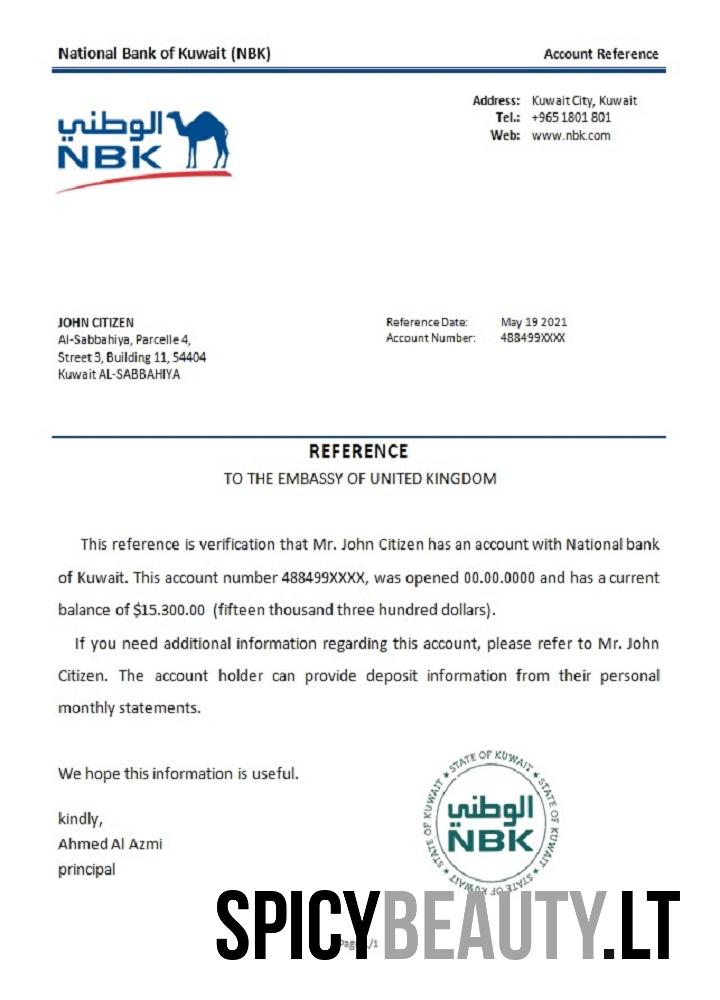 National Bank of Kuwait (NBK) Account Reference
الوطني
NBK
Address: Kuwait City, Kuwait
Tel.: +965 1801 801
Web: www.nbk.com
JOHN CITIZEN
Al-Sabbahiya, Parcelle 4,
Street 3, Building 11, 54404
Kuwait AL-SABBAHIYA
Reference Date: May 19 2021
Account Number: 488499XXXX
REFERENCE
TO THE EMBASSY OF UNITED KINGDOM
This reference is verification that Mr. John Citizen has an account with National bank
of Kuwait. This account number 488499XXXX, was opened 00.00.0000 and has a current
balance of $15.300.00 (fifteen thousand three hundred dollars).
If you need additional information regarding this account, please refer to Mr. John
Citizen. The account holder can provide deposit information from their personal
monthly statements.
We hope this information is useful.
kindly,
Ahmed Al Azmi
principal
STATE OF KUWAIT ★ STATE OF KUWAIT ★ STATE OF KUWAIT ★ STATE OF KUWAIT ★
الوطني
NBK
SPICYBEAUTY.LT